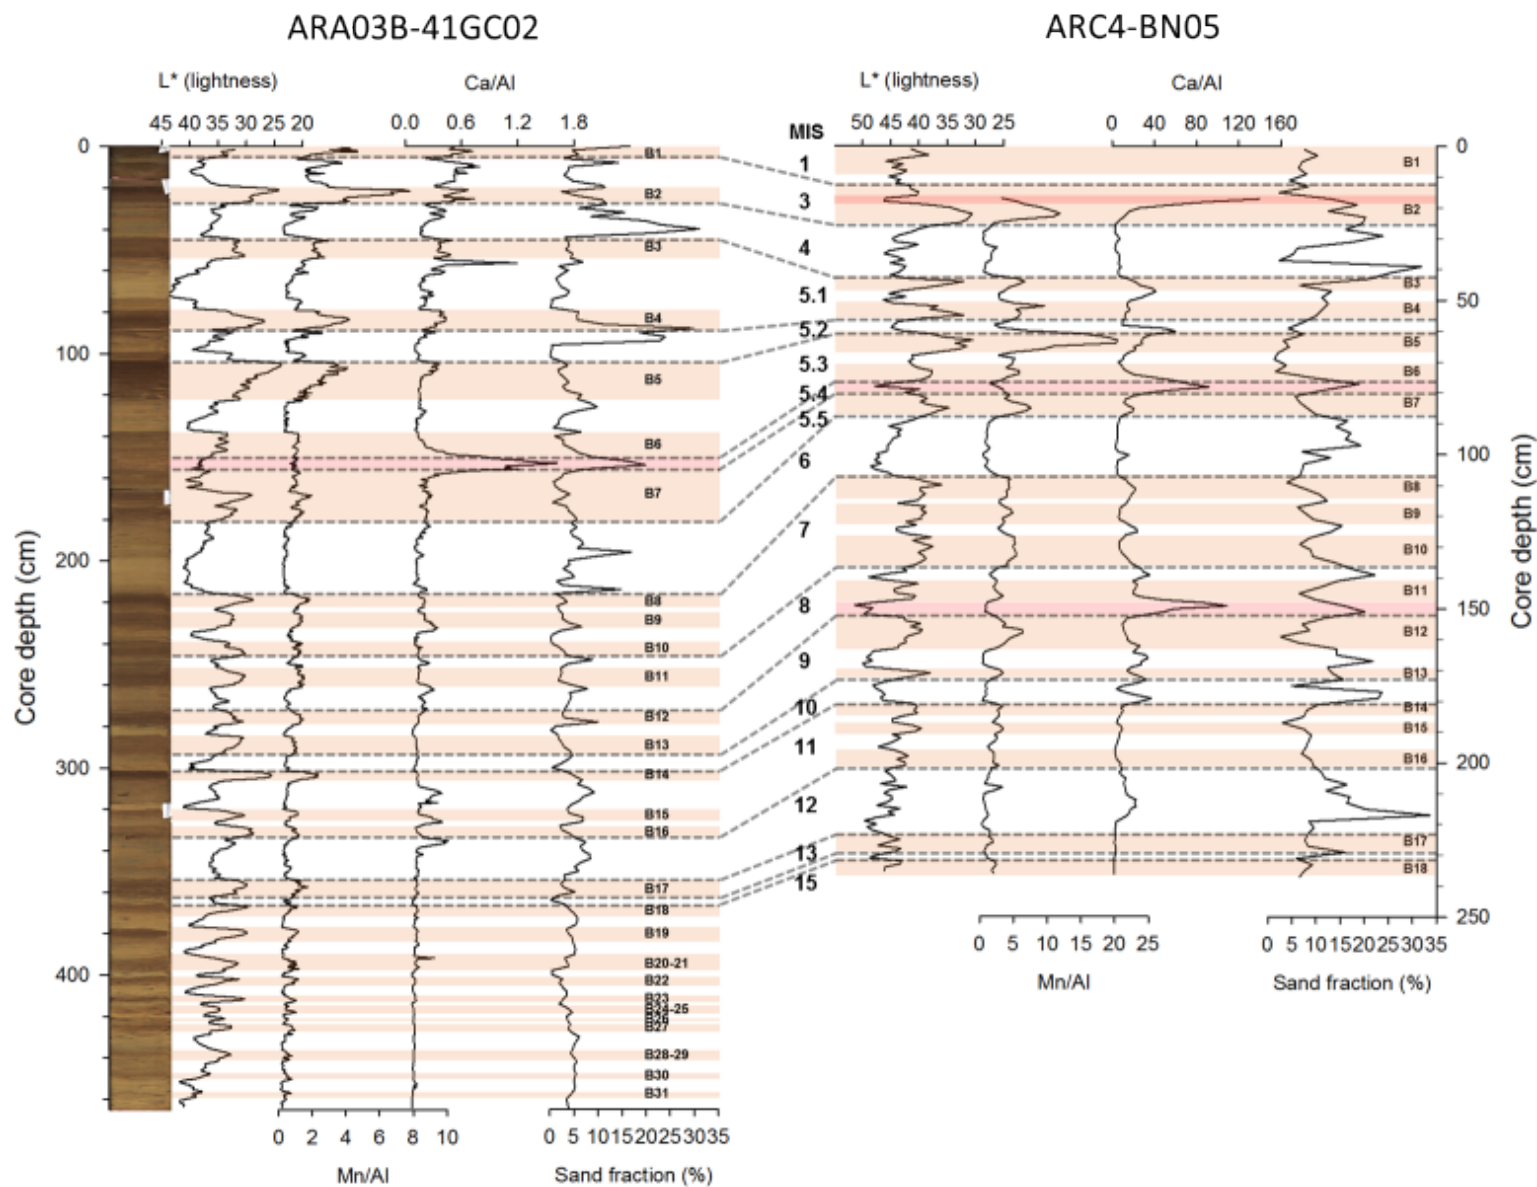 ARA03B-41GC02
ARC4-BN05
L* (lightness)
Ca/Al
L* (lightness)
Ca/Al
45 40 35 30 25 20
0.0 0.6 1.2 1.8
MIS
50 45 40 35 30 25
0 40 80 120 160
0
100
200
300
400
Core depth (cm)
B1
B2
B3
B4
B5
B6
B7
B8
B9
B10
B11
B12
B13
B14
B15
B16
B17
B18
B19
B20-21
B22
B23
B24-25
B26
B27
B28-29
B30
B31
1
3
4
5.1
5.2
5.3
5.4
5.5
6
7
8
9
10
11
12
13
15
B1
B2
B3
B4
B5
B6
B7
B8
B9
B10
B11
B12
B13
B14
B15
B16
B17
B18
0
50
100
150
200
250
Core depth (cm)
0 5 10 15 20 25
Mn/Al
0 5 10 15 20 25 30 35
Sand fraction (%)
0 2 4 6 8 10
Mn/Al
0 5 10 15 20 25 30 35
Sand fraction (%)